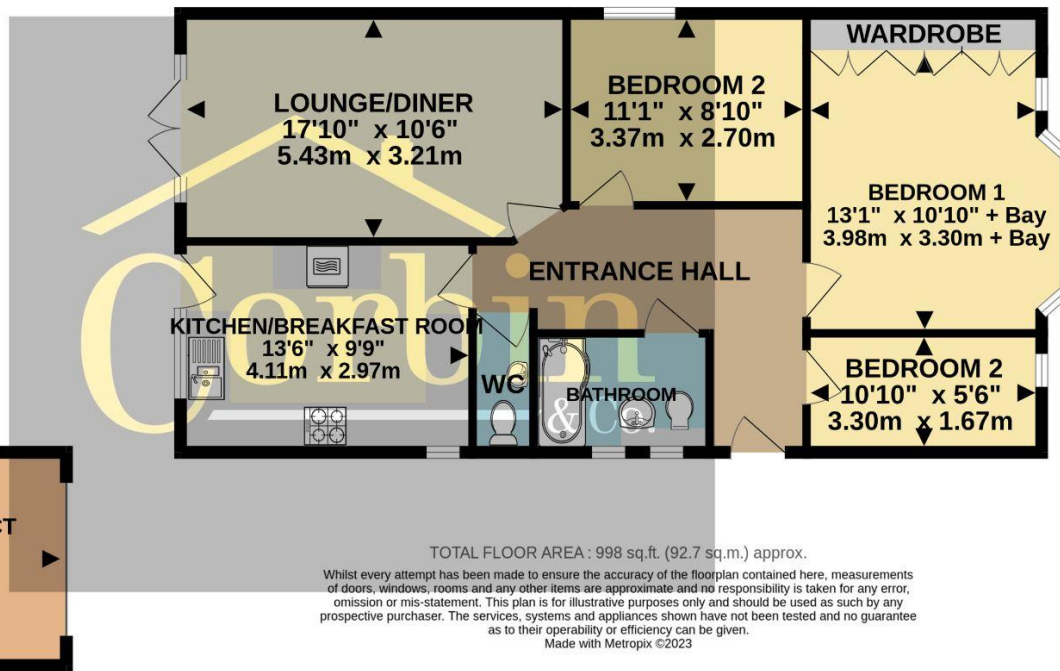 WARDROBE
LOUNGE/DINER
17'10" x 10'6"
5.43m x 3.21m
BEDROOM 2
11'1" x 8'10"
3.37m x 2.70m
BEDROOM 1
13'1" x 10'10" + Bay
3.98m x 3.30m + Bay
ENTRANCE HALL
Corbin
& Co.
KITCHEN/BREAKFAST ROOM
13'6" x 9'9"
4.11m x 2.97m
WC
BATHROOM
BEDROOM 2
10'10" x 5'6"
3.30m x 1.67m
TOTAL FLOOR AREA : 998 sq.ft. (92.7 sq.m.) approx.
Whilst every attempt has been made to ensure the accuracy of the floorplan contained here, measurements
of doors, windows, rooms and any other items are approximate and no responsibility is taken for any error,
omission or mis-statement. This plan is for illustrative purposes only and should be used as such by any
prospective purchaser. The services, systems and appliances shown have not been tested and no guarantee
as to their operability or efficiency can be given.
Made with Metropix ©2023